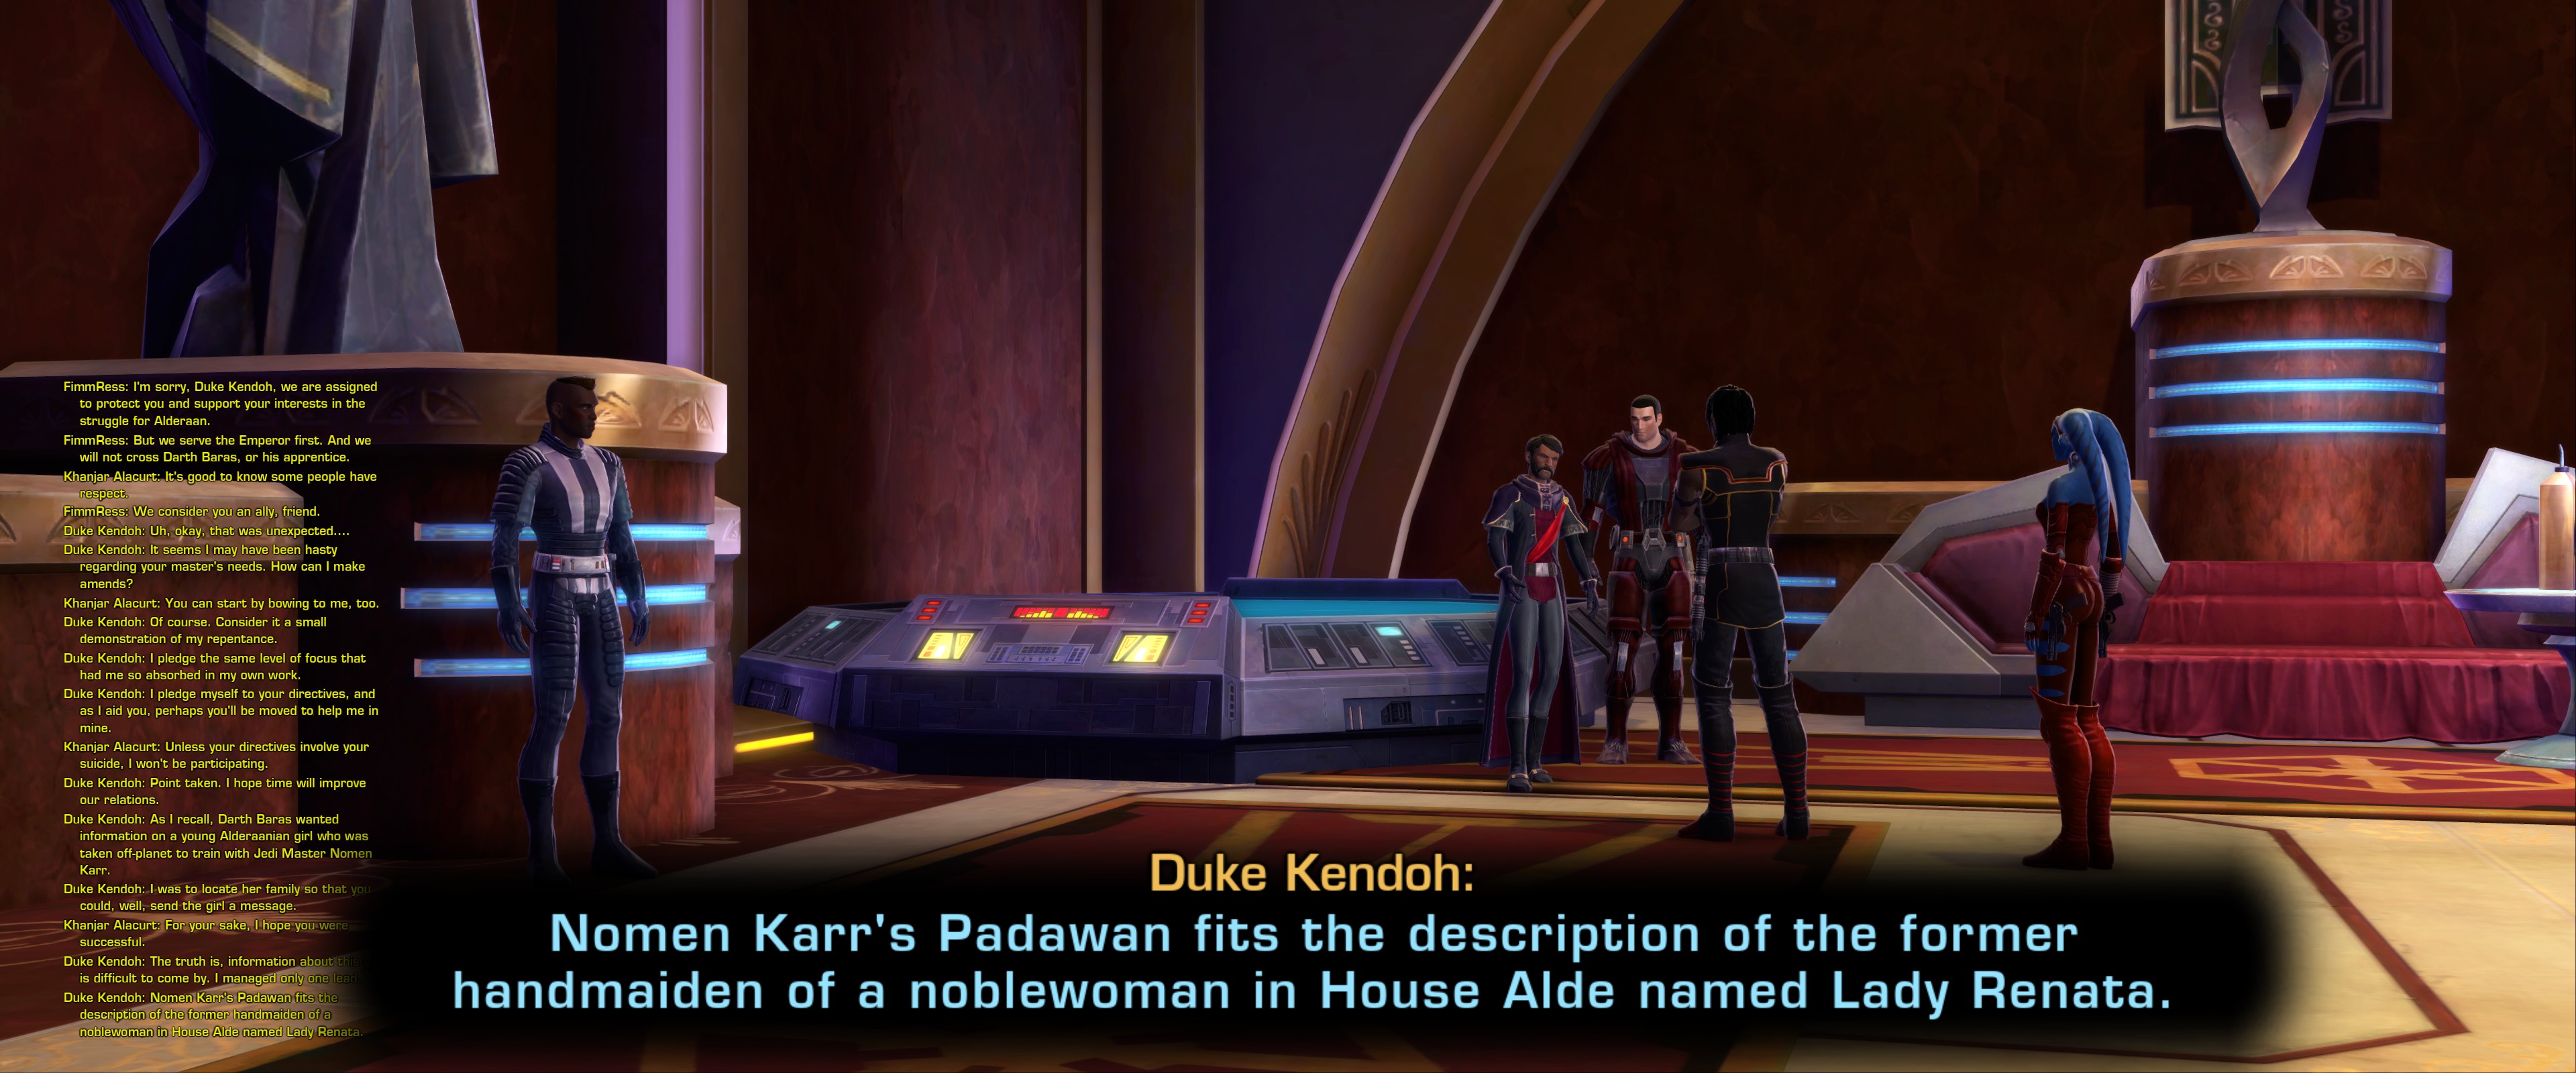 FimmRess: I'm sorry, Duke Kendoh, we are assigned
to protect you and support your interests in the
struggle for Alderaan.
FimmRess: But we serve the Emperor first. And we
will not cross Darth Baras, or his apprentice.
Khanjar Alacurt: It's good to know some people have
respect.
FimmRess: We consider you an ally, friend.
Duke Kendoh: Uh, okay, that was unexpected....
Duke Kendoh: It seems I may have been hasty
regarding your master's needs. How can I make
amends?
Khanjar Alacurt: You can start by bowing to me, too.
Duke Kendoh: Of course. Consider it a small
demonstration of my repentance.
Duke Kendoh: I pledge the same level of focus that
had me so absorbed in my own work.
Duke Kendoh: I pledge myself to your directives, and
as I aid you, perhaps you'll be moved to help me in
mine.
Khanjar Alacurt: Unless your directives involve your
suicide, I won't be participating.
Duke Kendoh: Point taken. I hope time will improve
our relations.
Duke Kendoh: As I recall, Darth Baras wanted
information on a young Alderaanian girl who was
taken off-planet to train with Jedi Master Nomen
Karr.
Duke Kendoh: I was to locate her family so that you
could, well, send the girl a message.
Khanjar Alacurt: For your sake, I hope you were
successful.
Duke Kendoh: The truth is, information about this
is difficult to come by. I managed only one lead.
Duke Kendoh: Nomen Karr's Padawan fits the
description of the former handmaiden of a
noblewoman in House Alde named Lady Renata.
Duke Kendoh:
Nomen Karr's Padawan fits the description of the former
handmaiden of a noblewoman in House Alde named Lady Renata.